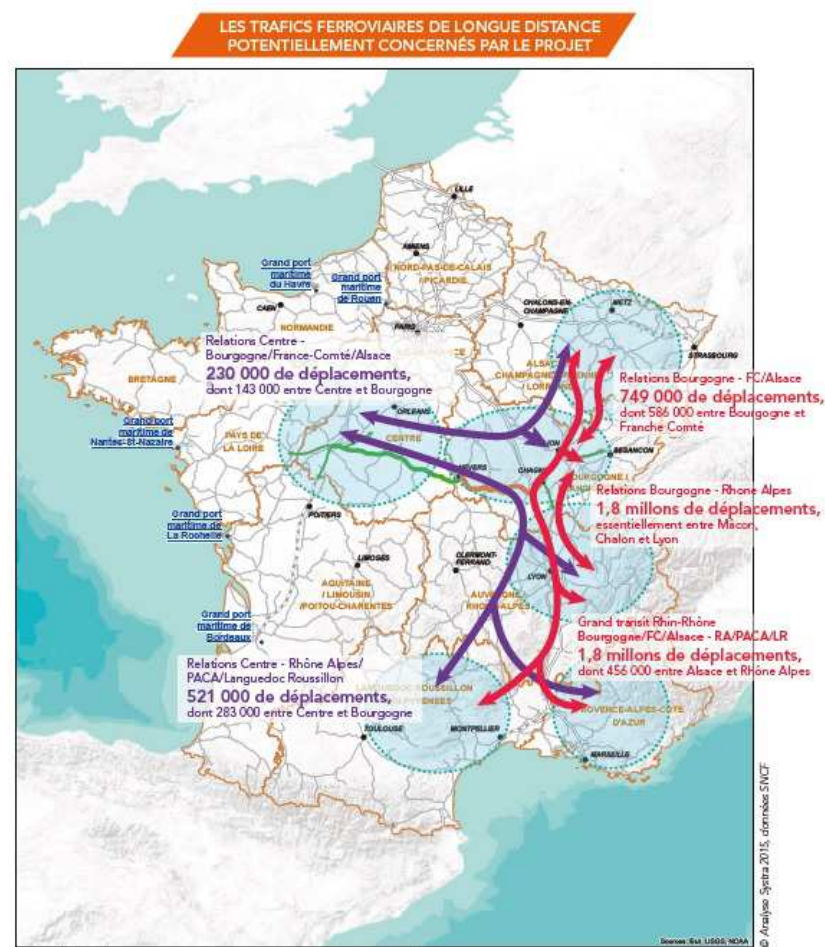 LES TRAFICS FERROVIAIRES DE LONGUE DISTANCE
POTENTIELLEMENT CONCERNÉS PAR LE PROJET
LILLE
AMIENS
NORD-PAS-DE-CALAIS
/ PICARDIE
Grand port
maritime
du Havre
Grand port
maritime
de Rouen
CAEN
NORMANDIE
PARIS
CHALONS-EN-
CHAMPAGNE
METZ
STRASBOURG
BRETAGNE
Relations Centre -
Bourgogne/France-Comté/Alsace
230 000 de déplacements,
dont 143 000 entre Centre et Bourgogne
Relations Bourgogne - FC/Alsace
749 000 de déplacements,
dont 586 000 entre Bourgogne et
Franche Comté
ORLEANS
Grand port
maritime de
Nantes-St-Nazaire
PAYS DE
LA LOIRE
CENTRE
NEVERS
BESANCON
Relations Bourgogne - Rhone Alpes
1,8 millons de déplacements,
essentiellement entre Mâcon,
Chalon et Lyon
Grand port
maritime de
La Rochelle
POITIERS
LIMOGES
CLERMONT-
FERRAND
LYON
AQUITAINE
/ LIMOUSIN
/POITOU-CHARENTES
Grand port
maritime de
Bordeaux
Grand transit Rhin-Rhône
Bourgogne/FC/Alsace - RA/PACA/LR
1,8 millions de déplacements,
dont 456 000 entre Alsace et Rhône Alpes
Relations Centre - Rhône Alpes/
PACA/Languedoc Roussillon
521 000 de déplacements,
dont 283 000 entre Centre et Bourgogne
PROVENCE-ALPES-COTE
D'AZUR
TOULOUSE
MONTPELLIER
MARSEILLE
Sources: Esri, USGS, NOAA
© Analyse Systra 2015, données SNCF